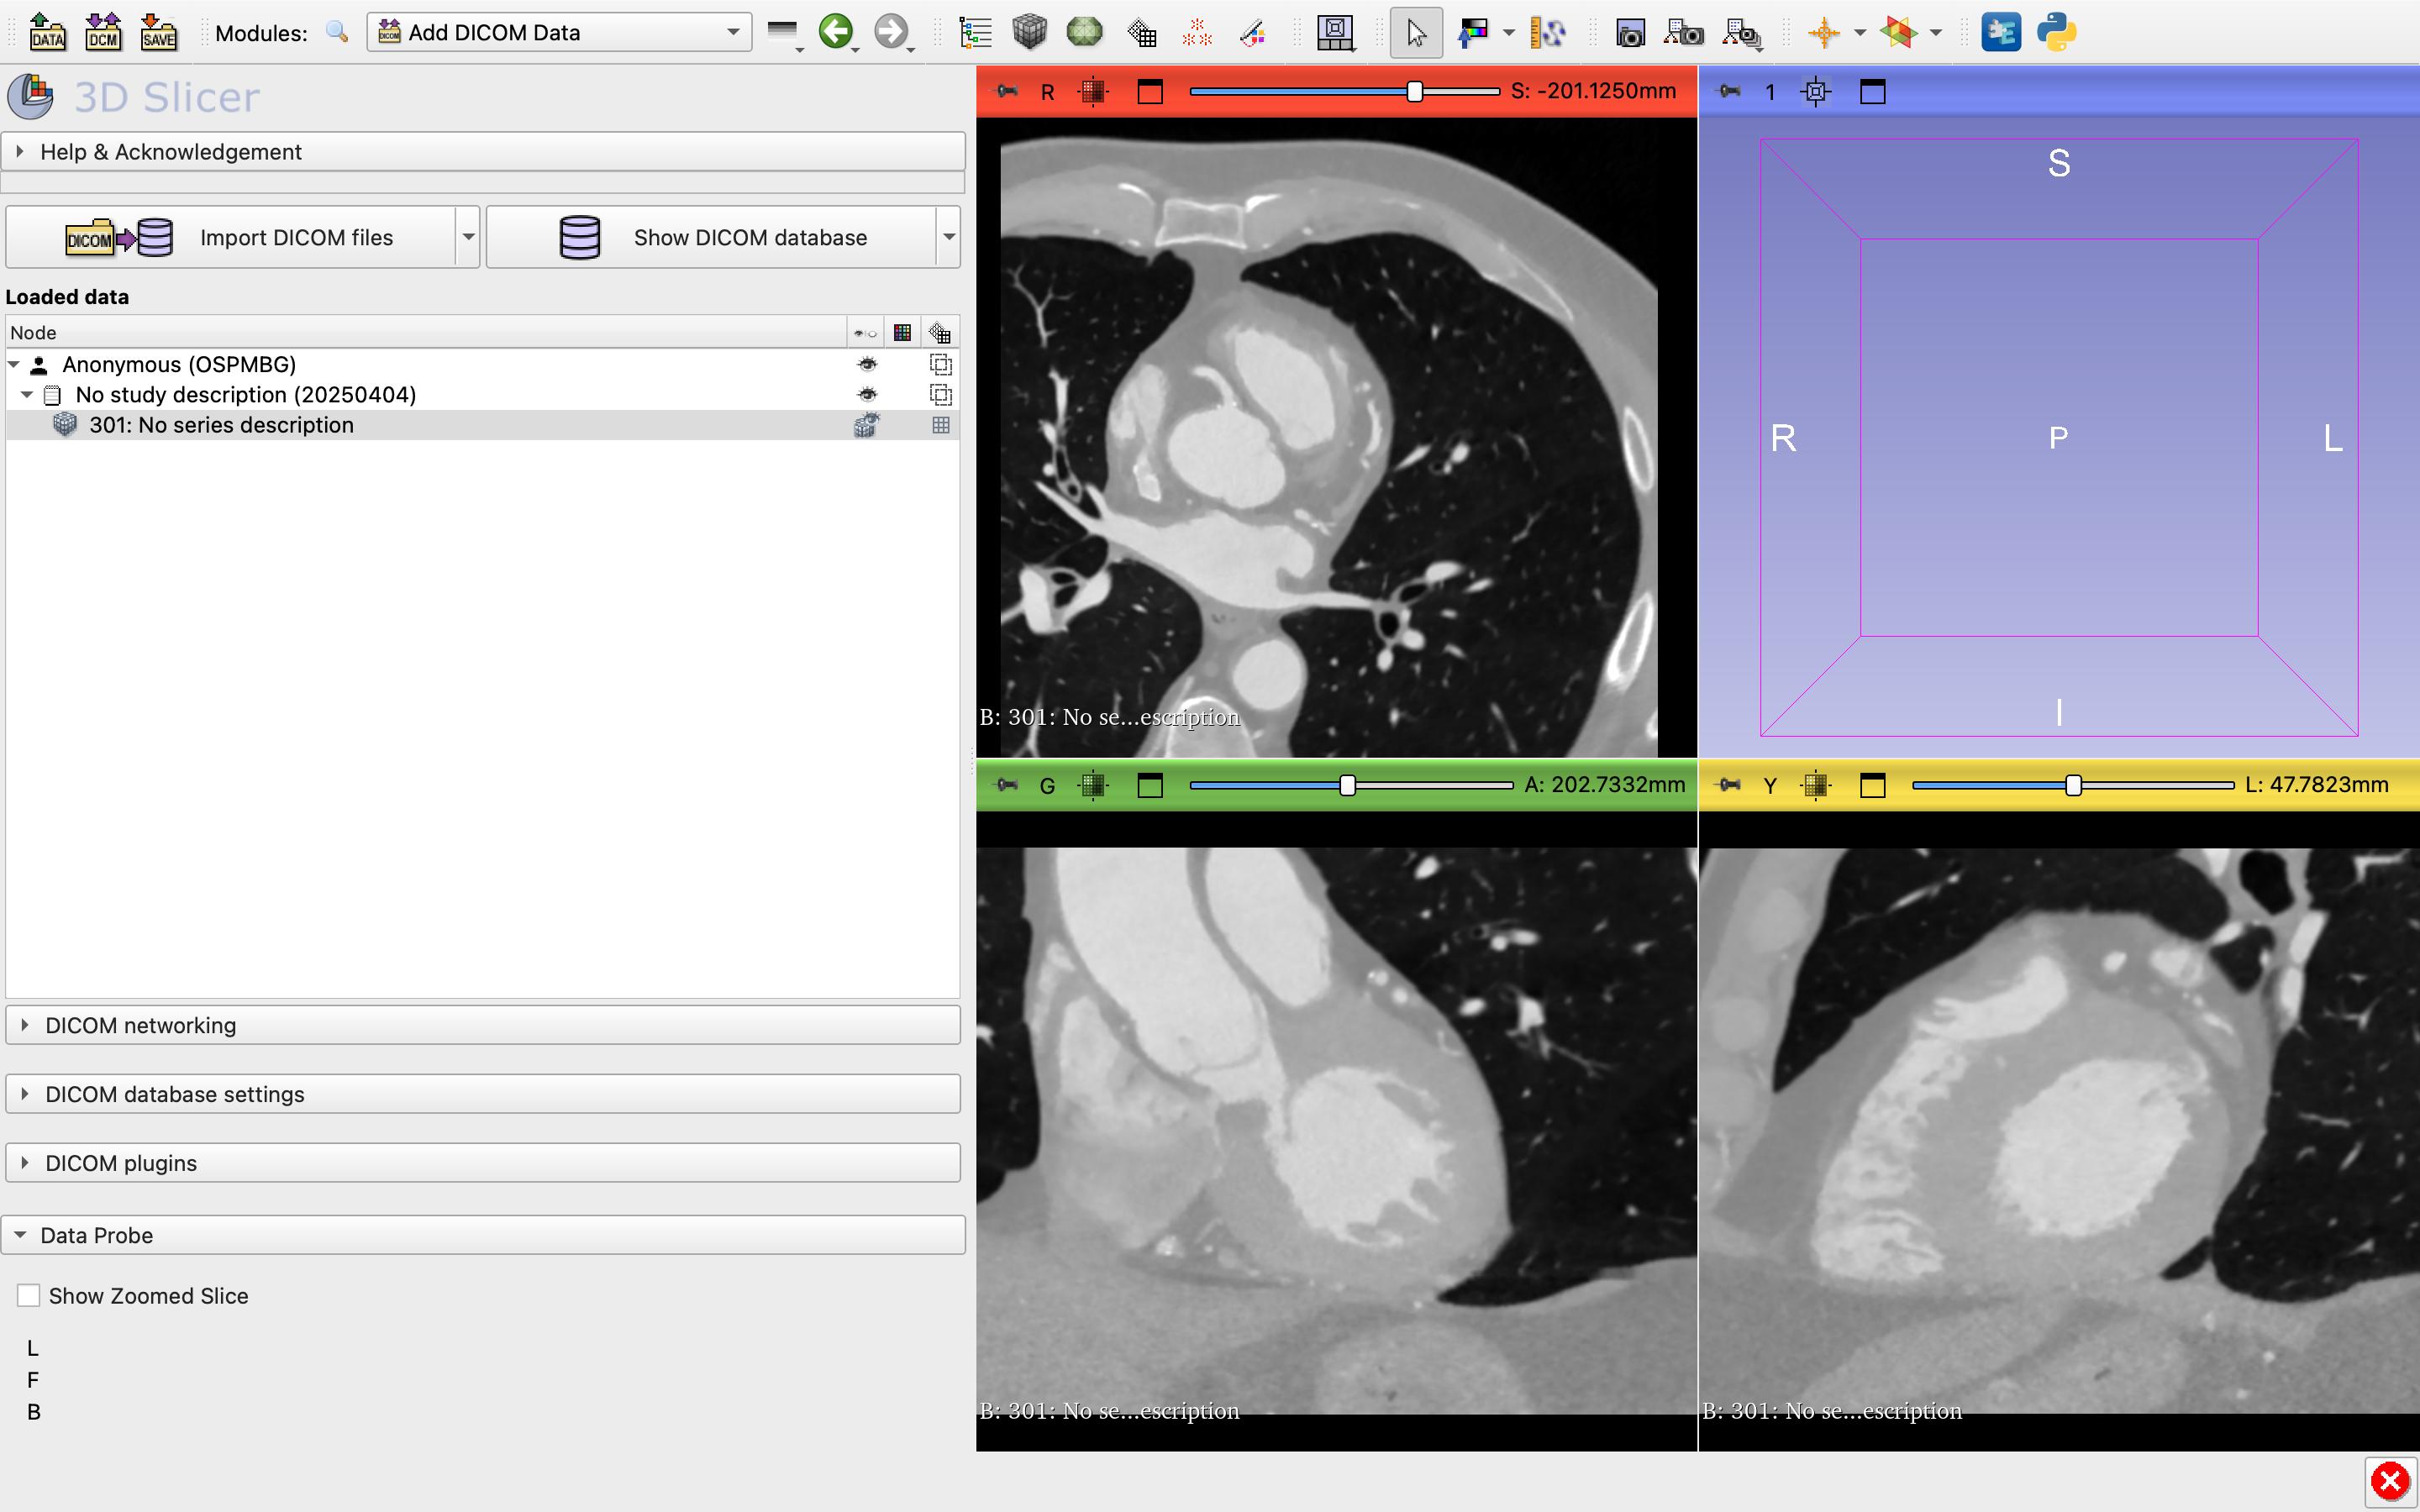 DATA DCM SAVE Modules: DICOM Add DICOM Data
3D Slicer
Help & Acknowledgement
DICOM Import DICOM files Show DICOM database
Loaded data
Node
Anonymous (OSPMBG)
No study description (20250404)
301: No series description
DICOM networking
DICOM database settings
DICOM plugins
Data Probe
Show Zoomed Slice
L
F
B
R S: -201.1250mm
B: 301: No se...escription
1
S
R P L
I
G A: 202.7332mm
B: 301: No se...escription
Y L: 47.7823mm
B: 301: No se...escription